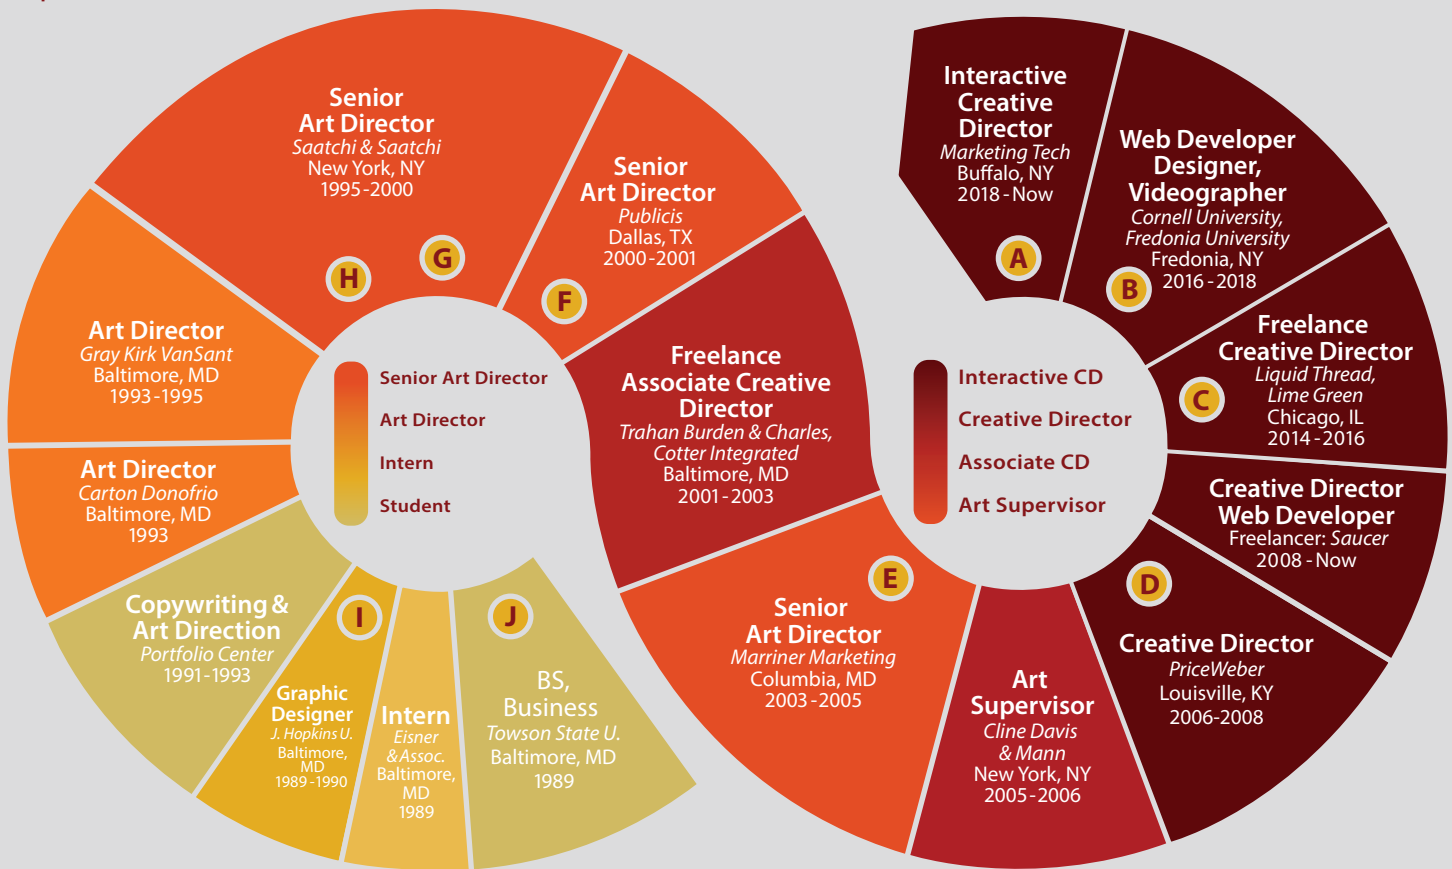 Senior
Art Director
Saatchi & Saatchi
New York, NY
1995-2000
H
G
Senior
Art Director
Publicis
Dallas, TX
2000-2001
F
Art Director
Gray Kirk VanSant
Baltimore, MD
1993-1995
Art Director
Carton Donofrio
Baltimore, MD
1993
Copywriting &
Art Direction
Portfolio Center
1991-1993
I
Graphic
Designer
J. Hopkins U.
Baltimore,
MD
1989-1990
Intern
Eisner
& Assoc.
Baltimore,
MD
1989
J
BS,
Business
Towson State U.
Baltimore, MD
1989
Senior Art Director
Art Director
Intern
Student
Freelance
Associate Creative
Director
Trahan Burden & Charles,
Cotter Integrated
Baltimore, MD
2001-2003
E
Senior
Art Director
Marriner Marketing
Columbia, MD
2003-2005
Art
Supervisor
Cline Davis
& Mann
New York, NY
2005-2006
D
Creative Director
PriceWeber
Louisville, KY
2006-2008
Creative Director
Web Developer
Freelancer: Saucer
2008-Now
C
Freelance
Creative Director
Liquid Thread,
Lime Green
Chicago, IL
2014-2016
Web Developer
Designer,
Videographer
Cornell University,
Fredonia University
Fredonia, NY
2016-2018
B
Interactive
Creative
Director
Marketing Tech
Buffalo, NY
2018-Now
A
Interactive CD
Creative Director
Associate CD
Art Supervisor